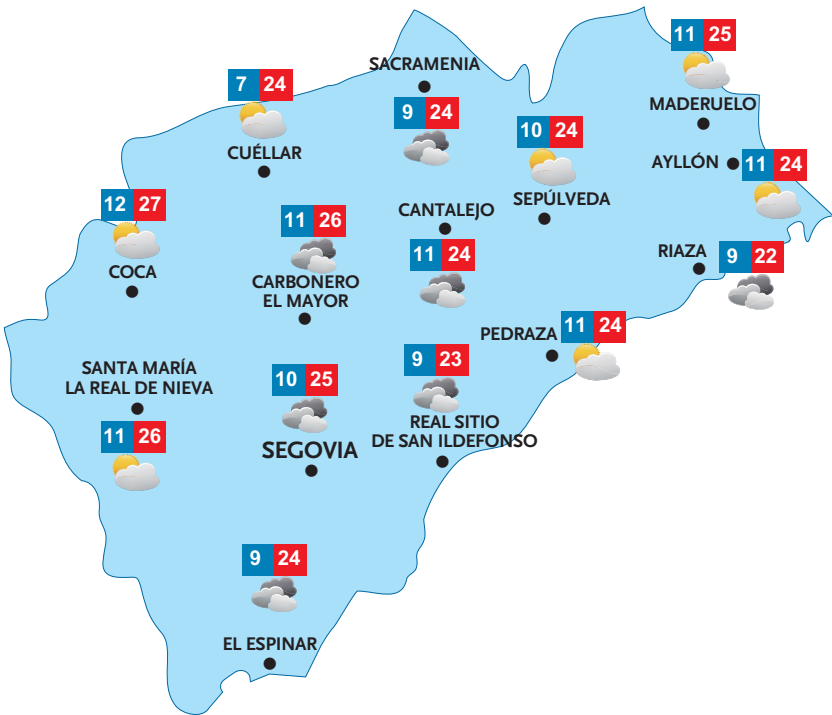 11 25
MADERUELO
SACRAMENIA
9 24
7 24
CUÉLLAR
10 24
SEPÚLVEDA
AYLLÓN
11 24
12 27
COCA
11 26
CARBONERO
EL MAYOR
CANTALEJO
11 24
RIAZA
9 22
PEDRAZA
11 24
SANTA MARÍA
LA REAL DE NIEVA
11 26
10 25
SEGOVIA
9 23
REAL SITIO
DE SAN ILDEFONSO
9 24
EL ESPINAR